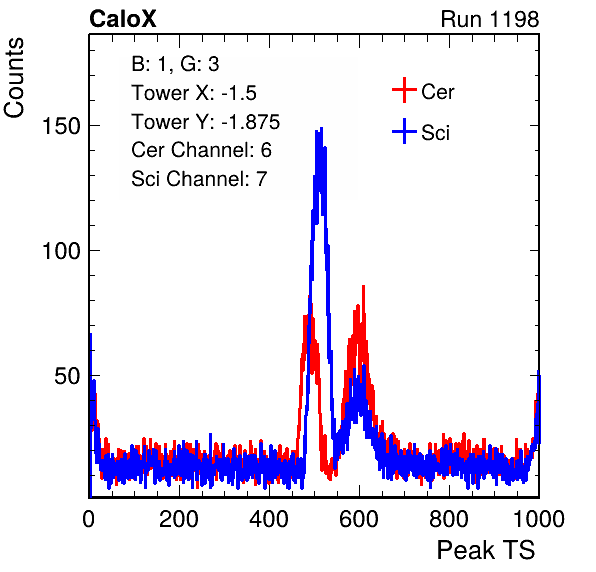 CaloX Run 1198
Counts
B: 1, G: 3
Tower X: -1.5
Tower Y: -1.875
Cer Channel: 6
Sci Channel: 7
Cer
Sci
150
100
50
0 200 400 600 800 1000
Peak TS